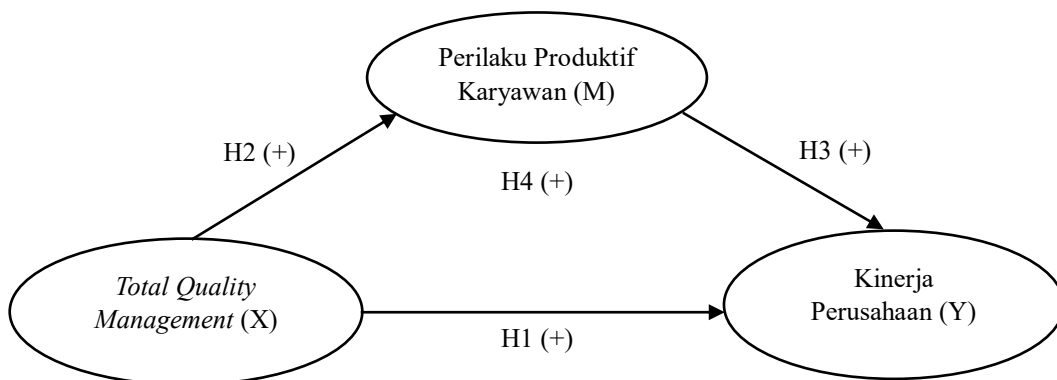 Perilaku Produktif
Karyawan (M)
H2 (+)
H3 (+)
H4 (+)
Total Quality
Management (X)
Kinerja
Perusahaan (Y)
H1 (+)